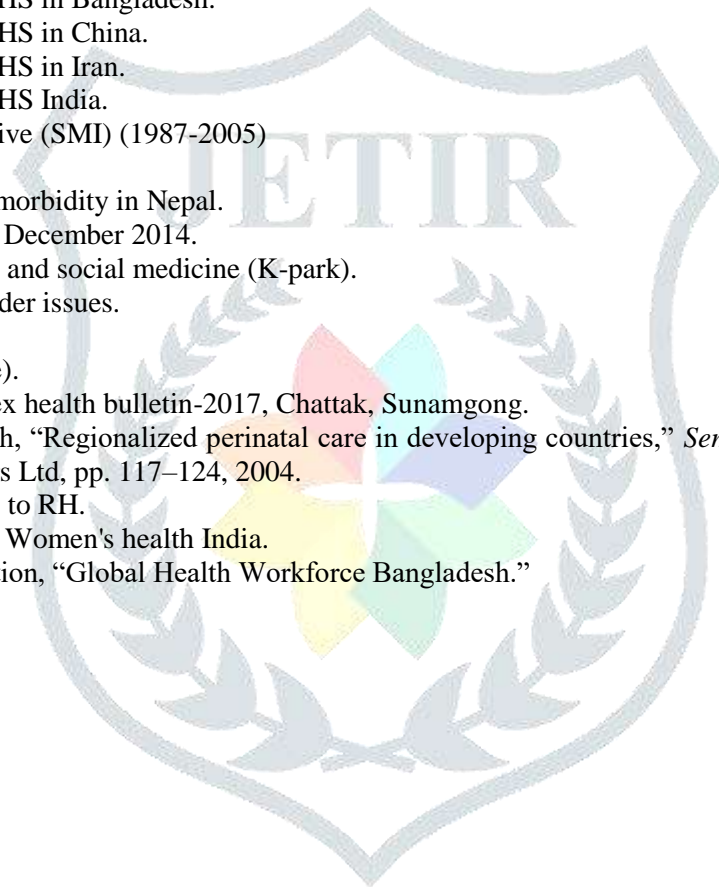 HS in Bangladesh.
HS in China.
HS in Iran.
HS India.
ive (SMI) (1987-2005)
morbidity in Nepal.
December 2014.
and social medicine (K-park).
der issues.
e).
ex health bulletin-2017, Chattak, Sunamgong.
h, “Regionalized perinatal care in developing countries,” Ser
s Ltd, pp. 117–124, 2004.
to RH.
Women's health India.
tion, “Global Health Workforce Bangladesh.”
JETIR